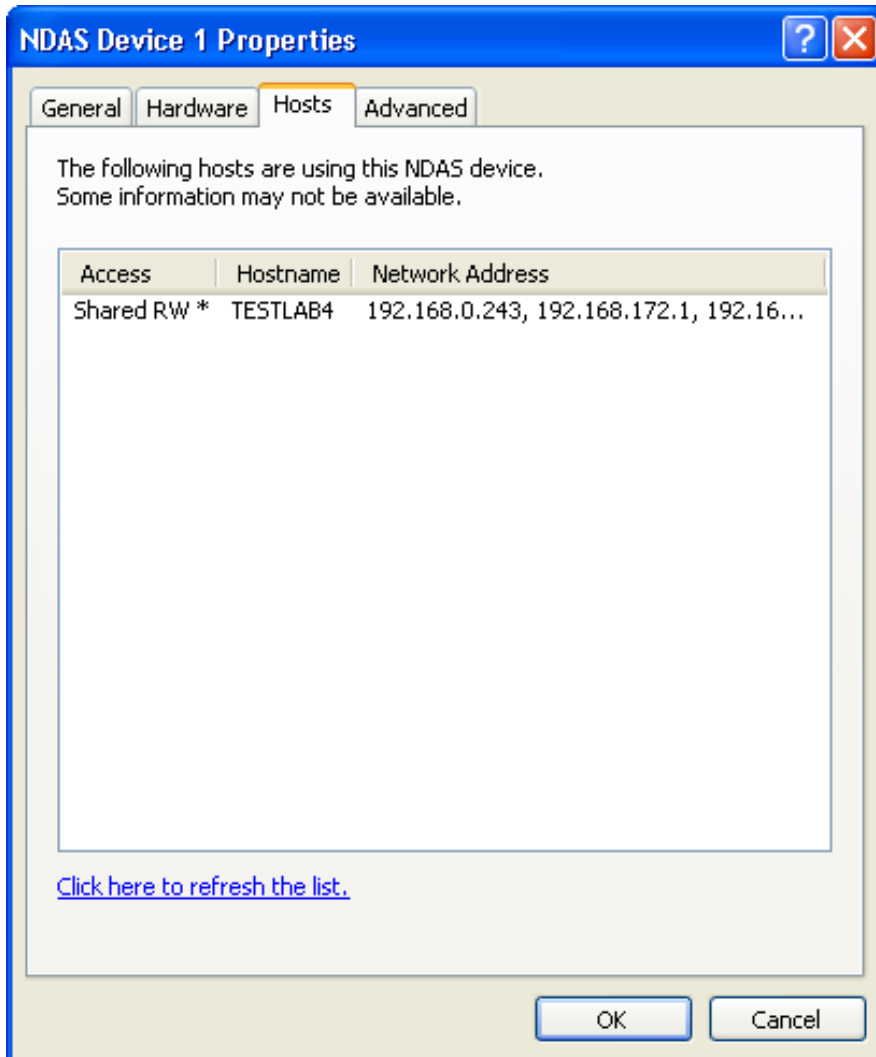 NDAS Device 1 Properties
?
General Hardware Hosts Advanced
The following hosts are using this NDAS device.
Some information may not be available.
Access Hostname Network Address
Shared RW * TESTLAB4 192.168.0.243, 192.168.172.1, 192.16...
Click here to refresh the list.
OK Cancel